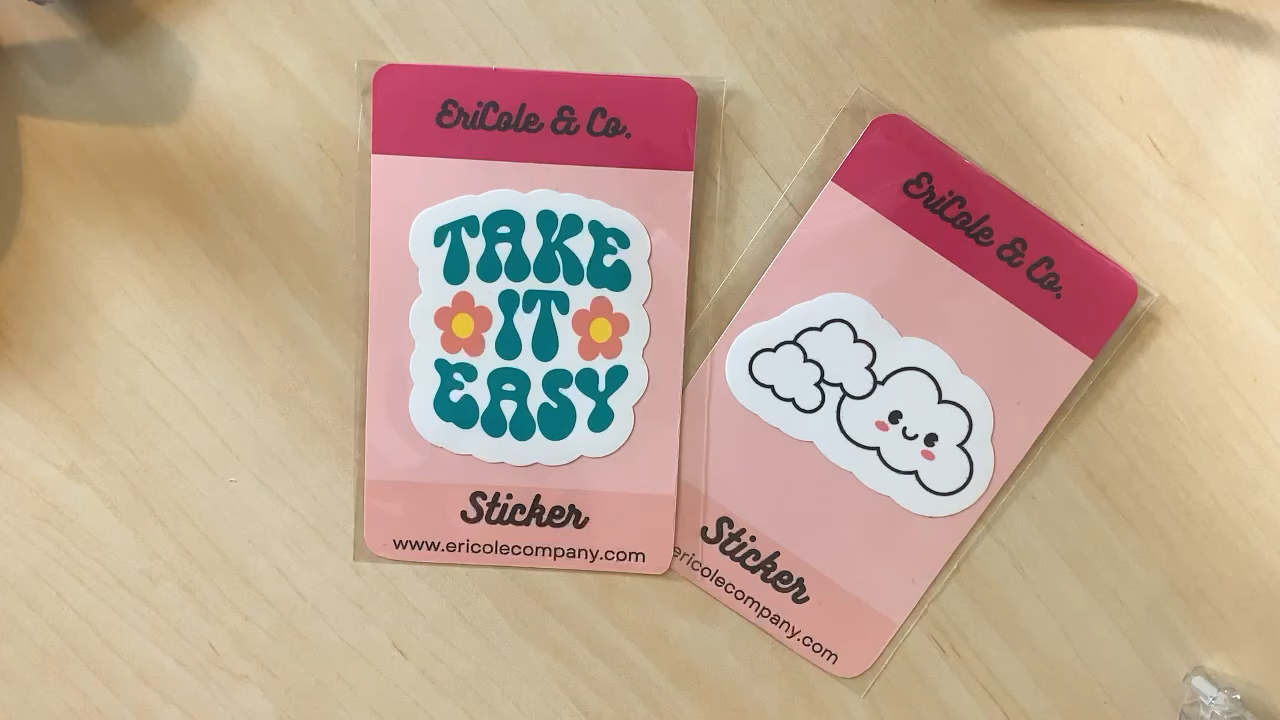 EriCole & Co.
TAKE
IT
EASY
Sticker
www.ericolecompany.com
EriCole & Co.
Sticker
ericolecompany.com